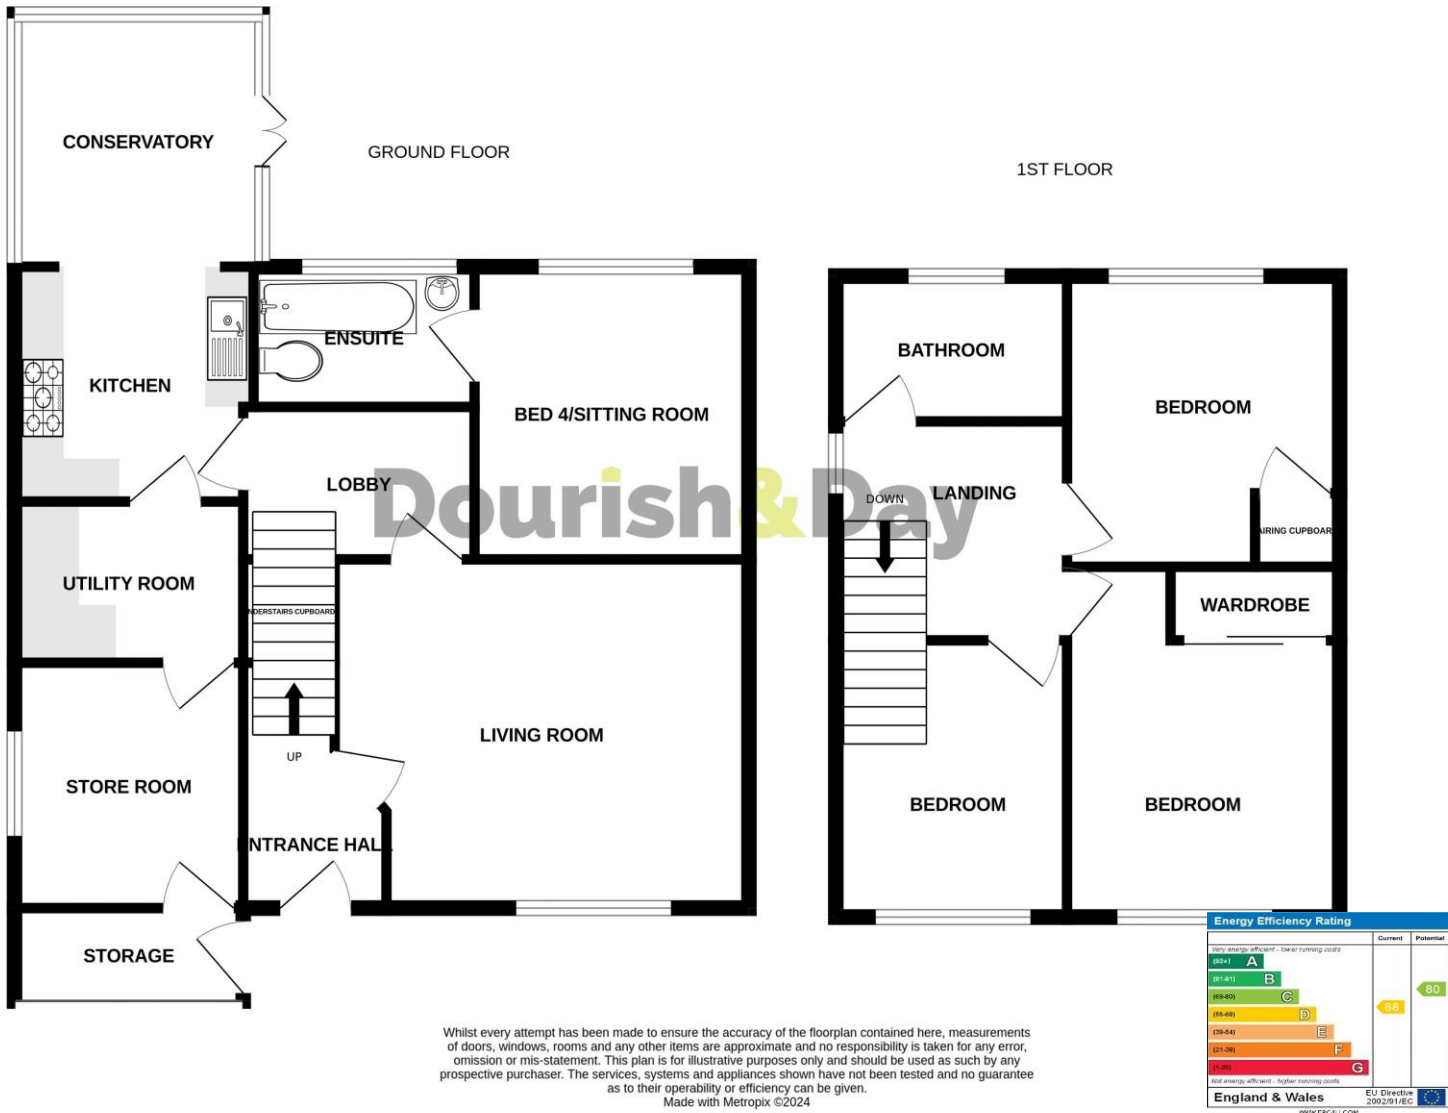 CONSERVATORY
GROUND FLOOR
1ST FLOOR
ENSUITE
KITCHEN
BED 4/SITTING ROOM
LOBBY
Dourish&Day
UTILITY ROOM
NDERSTAIRS CUPBOARD
LIVING ROOM
UP
STORE ROOM
ENTRANCE HALL
STORAGE
BATHROOM
BEDROOM
LANDING
DOWN
AIRING CUPBOAR
WARDROBE
BEDROOM
BEDROOM
Whilst every attempt has been made to ensure the accuracy of the floorplan contained here, measurements
of doors, windows, rooms and any other items are approximate and no responsibility is taken for any error,
omission or mis-statement. This plan is for illustrative purposes only and should be used as such by any
prospective purchaser. The services, systems and appliances shown have not been tested and no guarantee
as to their operability or efficiency can be given.
Made with Metropix ©2024
Energy Efficiency Rating
Current Potential
Very energy efficient - lower running costs
(92+) A
(81-91) B
(69-80) C
(55-68) D
(39-54) E
(21-38) F
(1-20) G
68
80
Not energy efficient - higher running costs
England & Wales
EU Directive
2002/91/EC